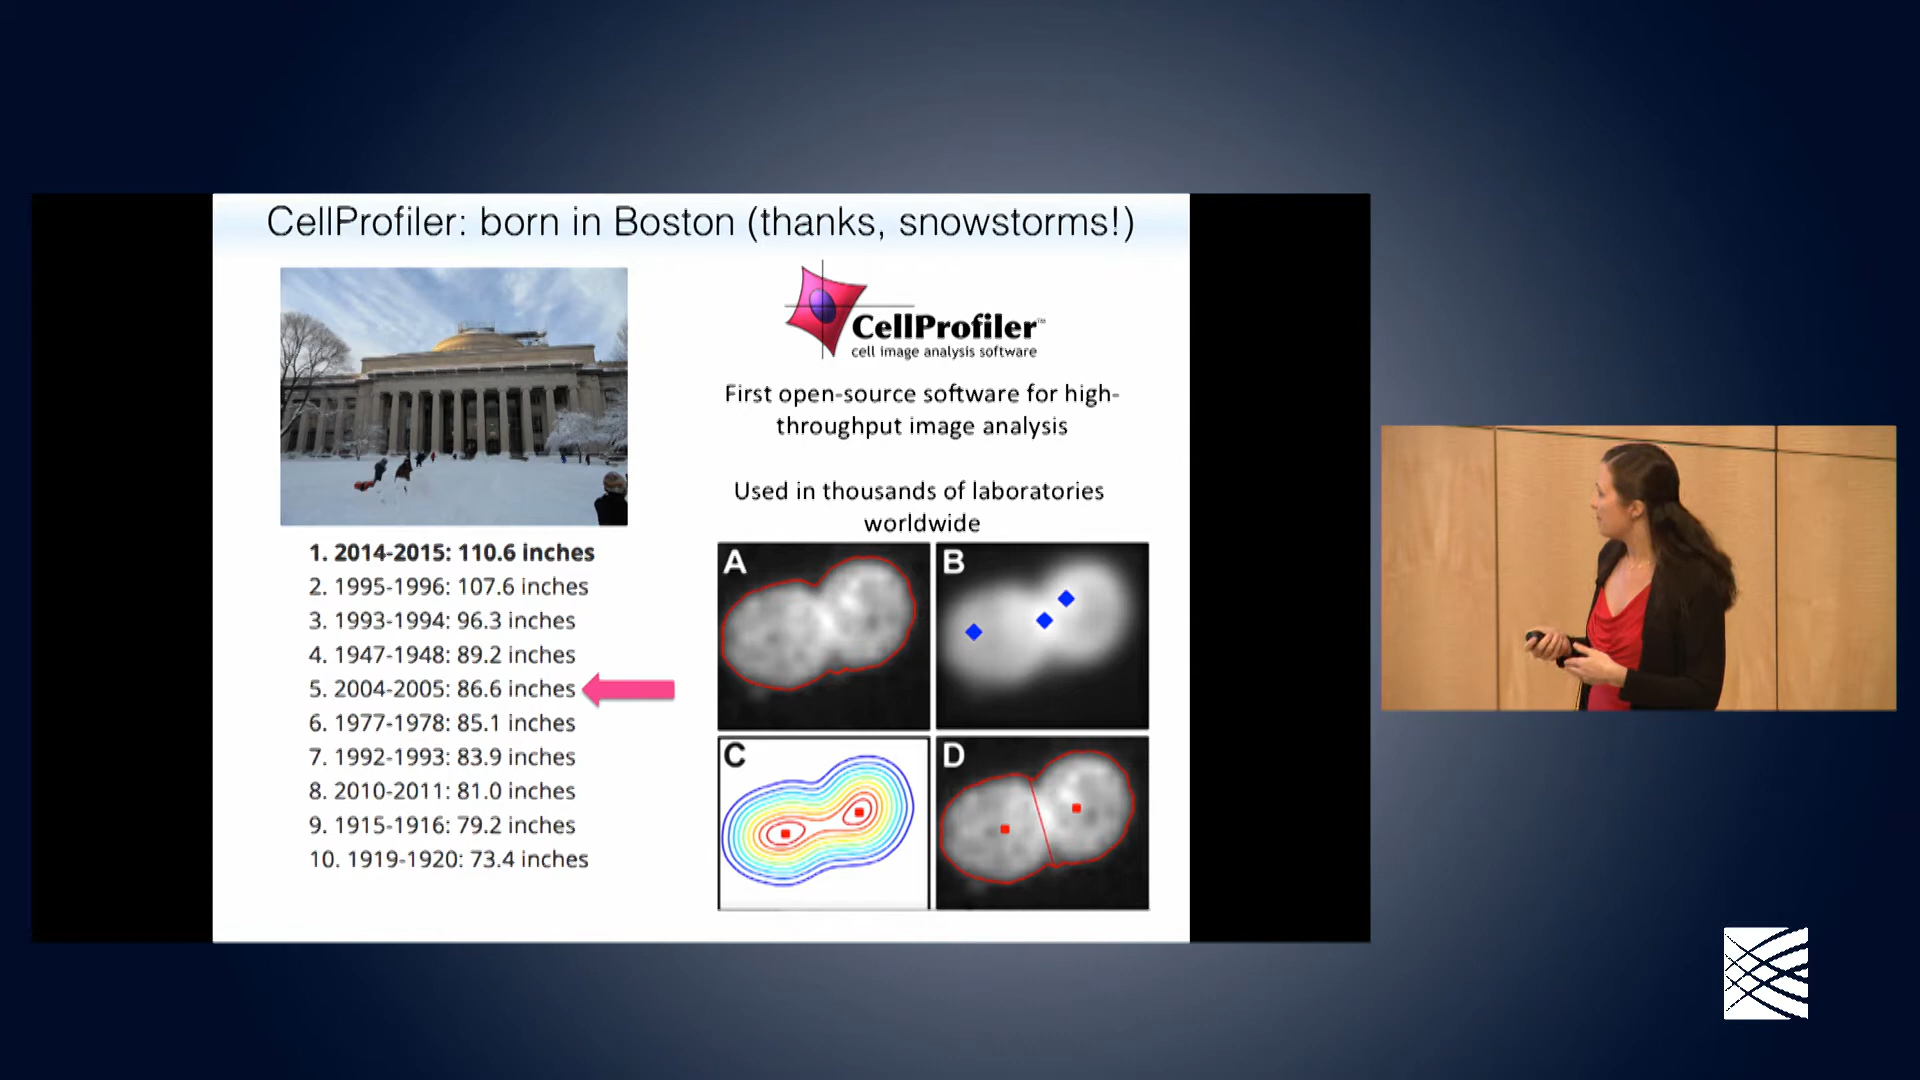 CellProfiler: born in Boston (thanks, snowstorms!)
1. 2014-2015: 110.6 inches
2. 1995-1996: 107.6 inches
3. 1993-1994: 96.3 inches
4. 1947-1948: 89.2 inches
5. 2004-2005: 86.6 inches
6. 1977-1978: 85.1 inches
7. 1992-1993: 83.9 inches
8. 2010-2011: 81.0 inches
9. 1915-1916: 79.2 inches
10. 1919-1920: 73.4 inches
CellProfiler™
cell image analysis software
First open-source software for high-
throughput image analysis
Used in thousands of laboratories
worldwide
A
B
C
D